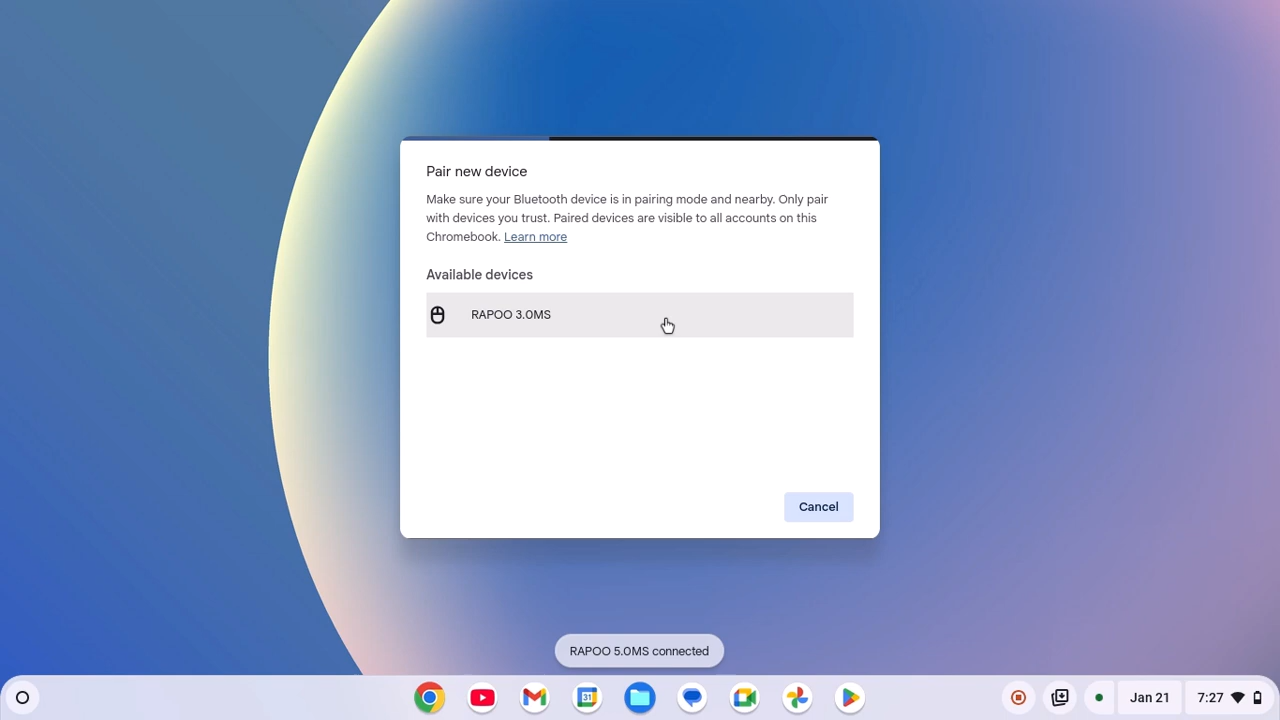 Pair new device
Make sure your Bluetooth device is in pairing mode and nearby. Only pair
with devices you trust. Paired devices are visible to all accounts on this
Chromebook. Learn more
Available devices
RAPOO 3.0MS
Cancel
RAPOO 5.0MS connected
31
Jan 21
7:27